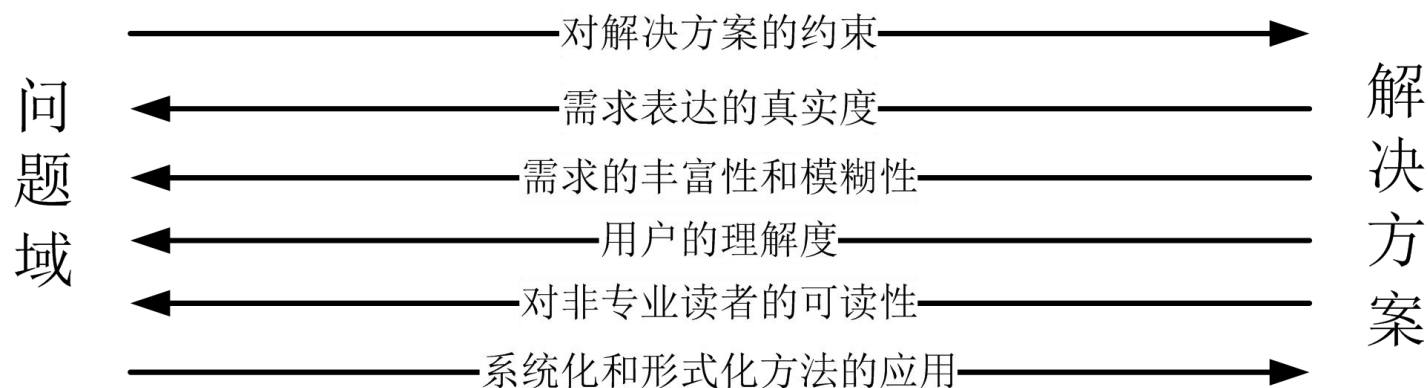 问题域
对解决方案的约束
需求表达的真实度
需求的丰富性和模糊性
用户的理解度
对非专业读者的可读性
系统化和形式化方法的应用
解决方案